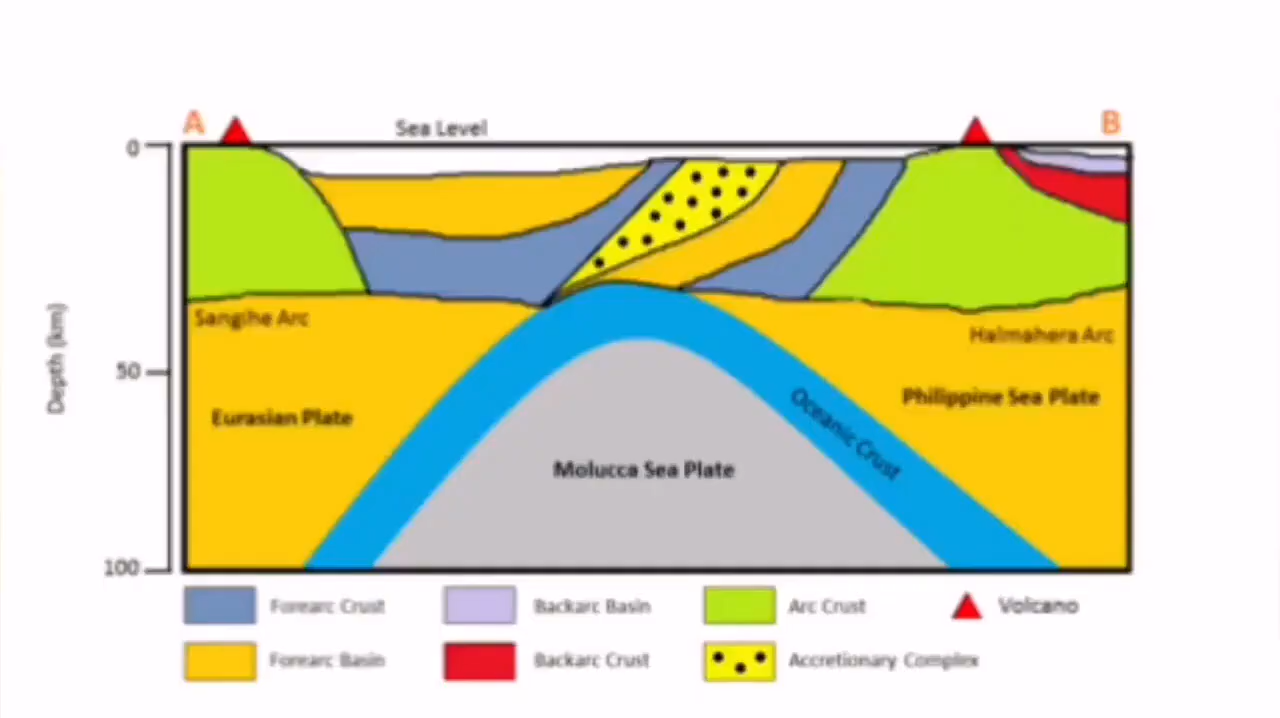 A
Sea Level
B
0
Sangihe Arc
Halmahera Arc
50
Depth (km)
Eurasian Plate
Philippine Sea Plate
Oceanic Crust
Molucca Sea Plate
100
Forearc Crust
Backarc Basin
Arc Crust
Volcano
Forearc Basin
Backarc Crust
Accretionary Complex